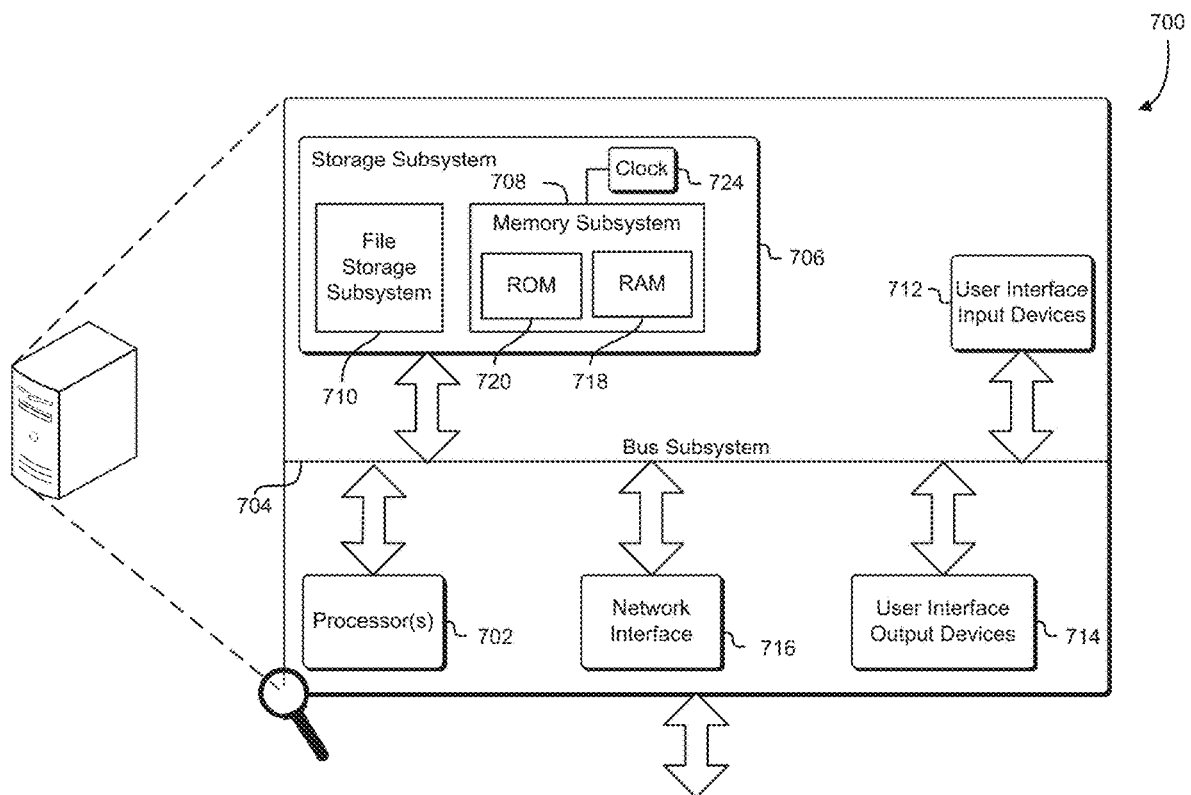 700
Storage Subsystem
Clock
724
708
Memory Subsystem
File
Storage
Subsystem
ROM
RAM
706
712
User Interface
Input Devices
710
720
718
Bus Subsystem
704
Processor(s)
702
Network
Interface
716
User Interface
Output Devices
714